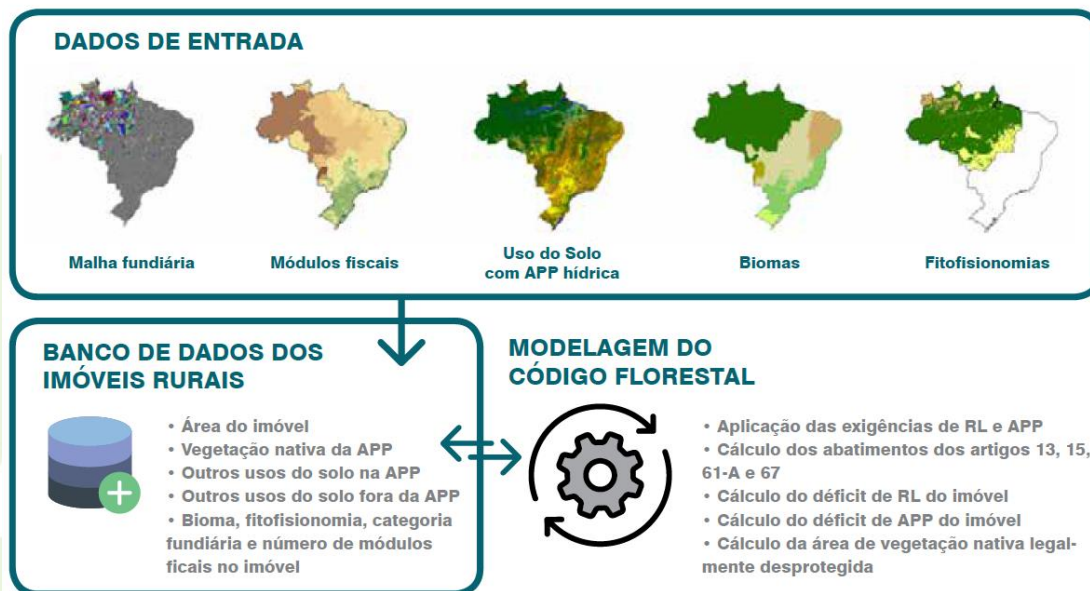 DADOS DE ENTRADA
Malha fundiária
Módulos fiscais
Uso do Solo
com APP hídrica
Biomas
Fitofisionomias
BANCO DE DADOS DOS
IMÓVEIS RURAIS
• Área do imóvel
• Vegetação nativa da APP
• Outros usos do solo na APP
• Outros usos do solo fora da APP
• Bioma, fitofisionomia, categoria
fundiária e número de módulos
ficais no imóvel
MODELAGEM DO
CÓDIGO FLORESTAL
• Aplicação das exigências de RL e APP
• Cálculo dos abatimentos dos artigos 13, 15,
61-A e 67
• Cálculo do déficit de RL do imóvel
• Cálculo do déficit de APP do imóvel
• Cálculo da área de vegetação nativa legal-
mente desprotegida